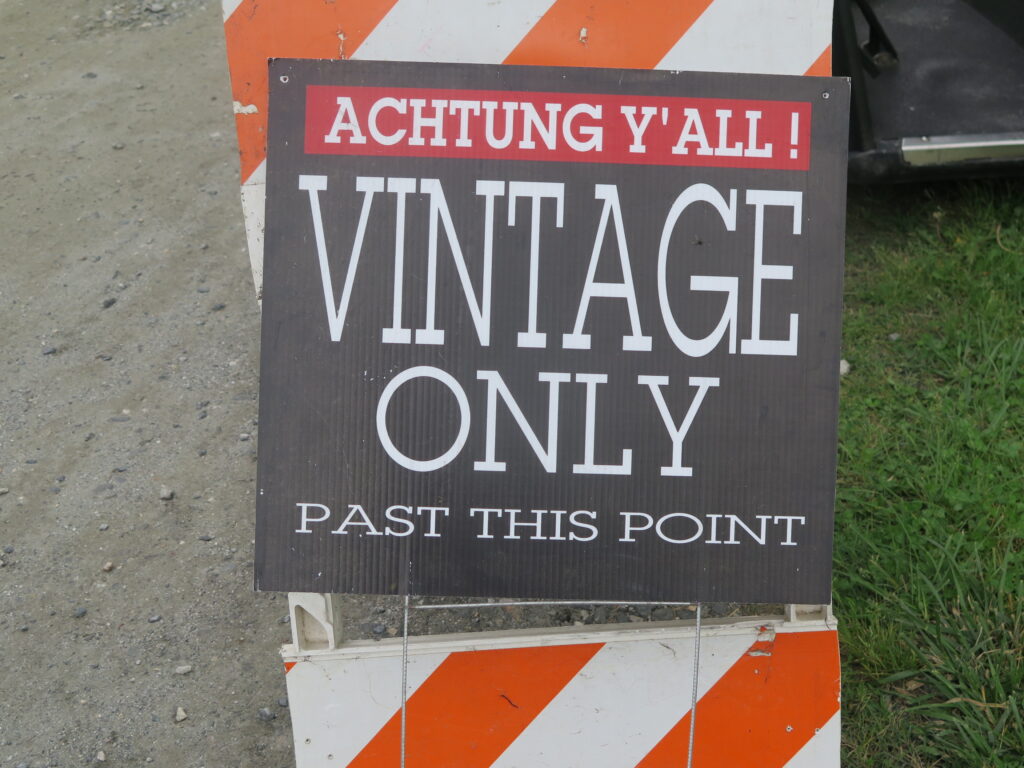 ACHTUNG Y'ALL!
VINTAGE
ONLY
PAST THIS POINT